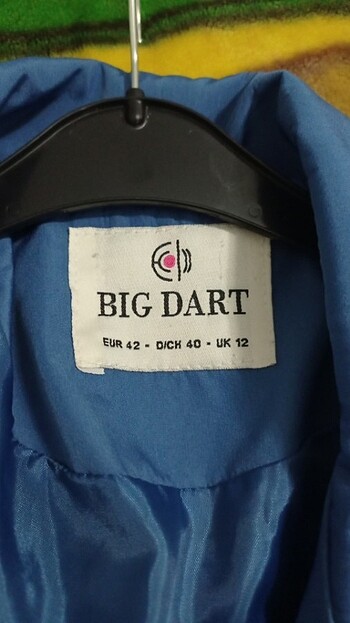 BIG DART
EUR 42 - D/CH 40 - UK 12